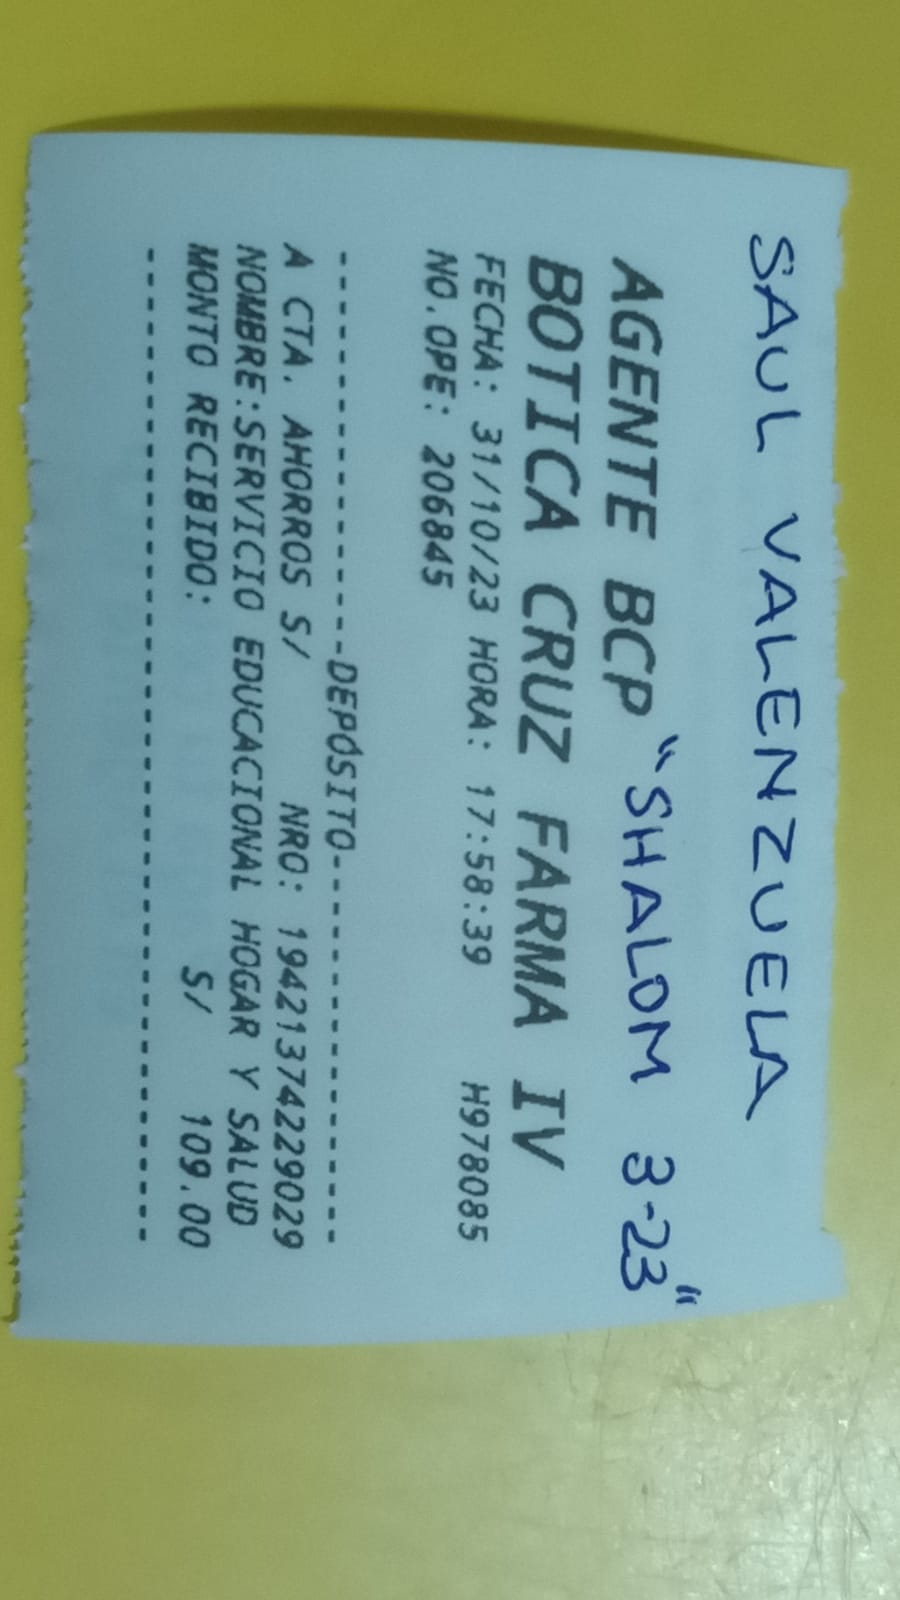 SAUL VALENZUELA
AGENTE BCP "SHALOM 3-23"
BOTICA CRUZ FARMA IV
FECHA: 31/10/23 HORA: 17:58:39 H978085
NO.OPE: 206845
--------------------DEPÓSITO--------------------
A CTA. AHORROS S/ NRO: 19421374229029
NOMBRE:SERVICIO EDUCACIONAL HOGAR Y SALUD
MONTO RECIBIDO: S/ 109.00
------------------------------------------------